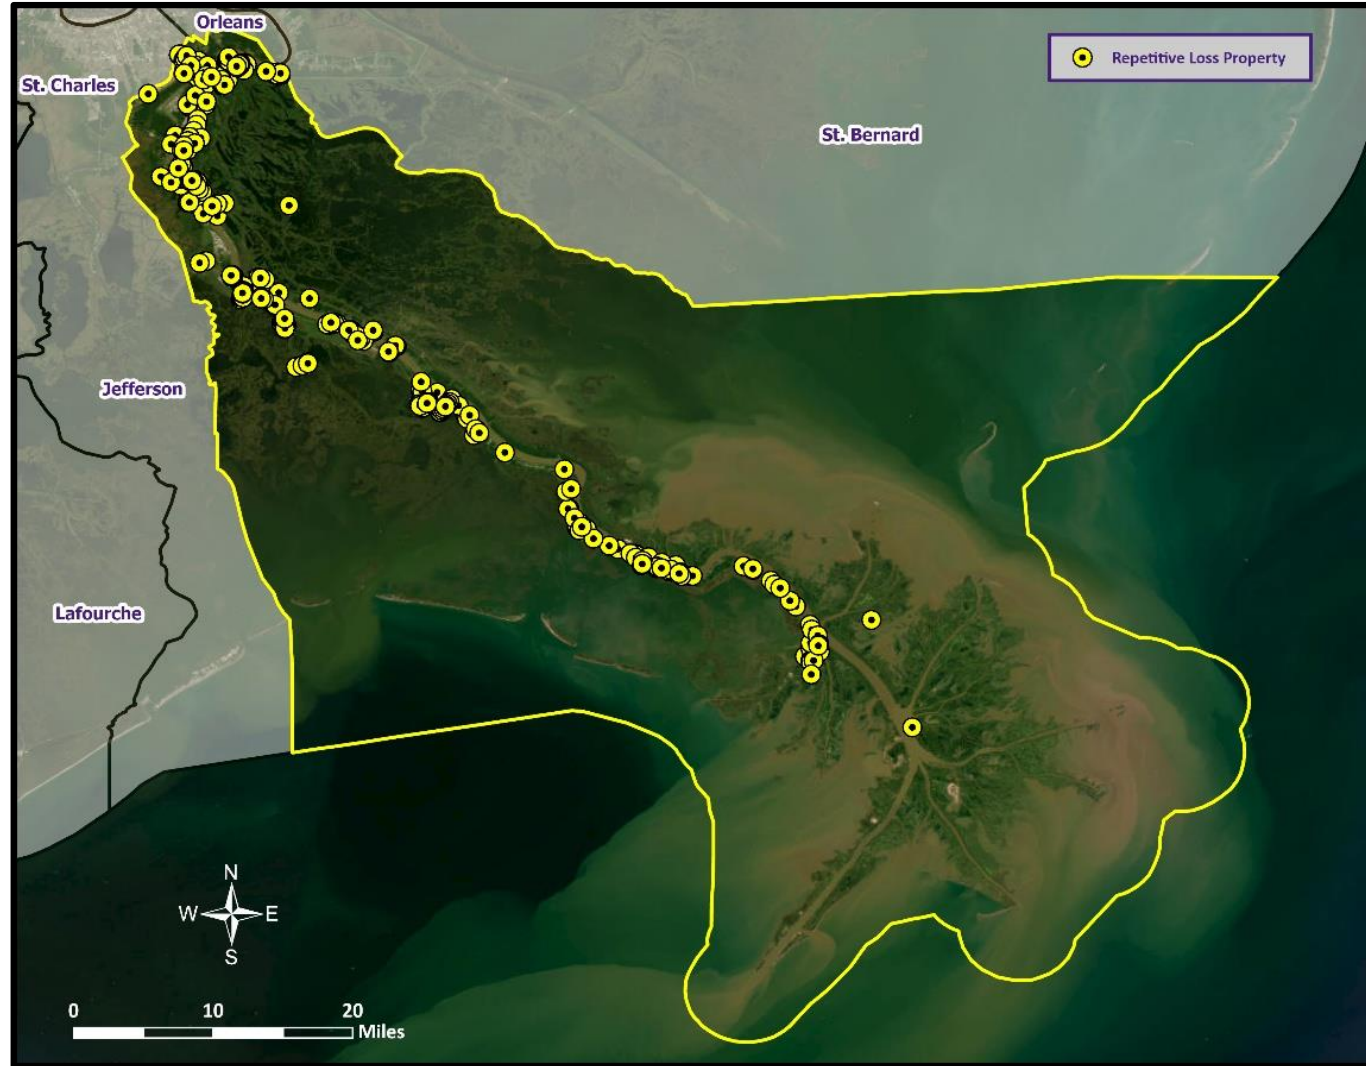 Orleans
Repetitive Loss Property
St. Charles
St. Bernard
Jefferson
Lafourche
N
W E
S
0 10 20
Miles